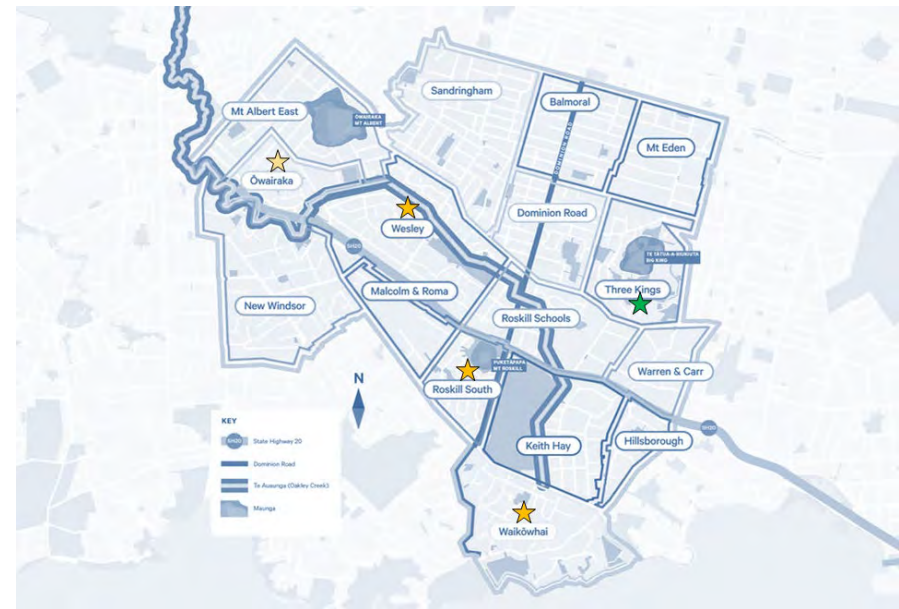 Sandringham
Balmoral
Mt Albert East
ŌWAIRAKA
MT ALBERT
DOMINION ROAD
Mt Eden
Ōwairaka
Dominion Road
Wesley
SH20
TE TĀTUA-A-RIUKIUTA
BIG KING
Three Kings
Malcolm & Roma
New Windsor
Roskill Schools
PUKETĀPAPA
MT ROSKILL
Warren & Carr
N
Roskill South
KEY
SH20
State Highway 20
Hillsborough
SH20
Keith Hay
Dominion Road
Te Auaunga (Oakley Creek)
Maunga
Waikōwhai